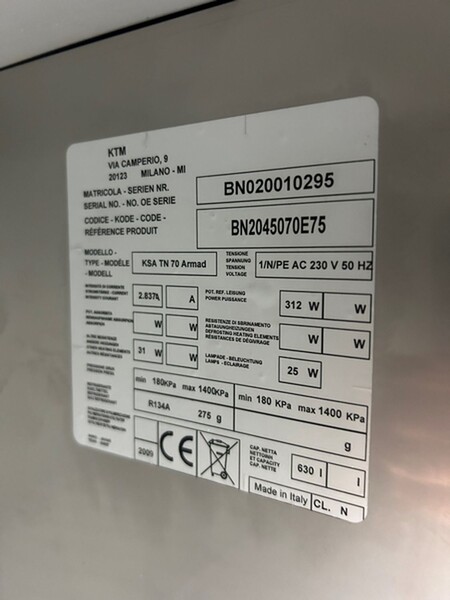 KTM
VIA CAMPERIO, 9
20123 MILANO - MI
MATRICOLA - SERIEN NR.
SERIAL NO. - NO. OE SERIE
BN020010295
CODICE - KODE - CODE -
RÉFÉRENCE PRODUIT
BN2045070E75
MODELLO -
TYPE - MODÈLE
- MODELL
KSA TN 70 Armad
TENSIONE
SPANNUNG
TENSION
VOLTAGE
1/N/PE AC 230 V 50 HZ
A
POT. REF. LEISUNG
POWER PUISSANCE
312 W
W
W
W
RESISTENZE DI SBRINAMENTO
ABTAUUNGHEIZUNGEN
DEFROSTING HEATING ELEMENTS
RÉSISTANCES DE DÉGIVRAGE
W
W
31 W
W
LAMPADE - BELEUCHTUNG
LAMPS - ECLAIRAGE
25 W
min 180KPa max 1400KPa
min 180 KPa max 1400 KPa
R134A 275 g
g
2009
CE
CAP. NETTA
NETTOINH
ET CAPACITY
CAP. NETTE
630 l
l
Made in Italy
CL. N